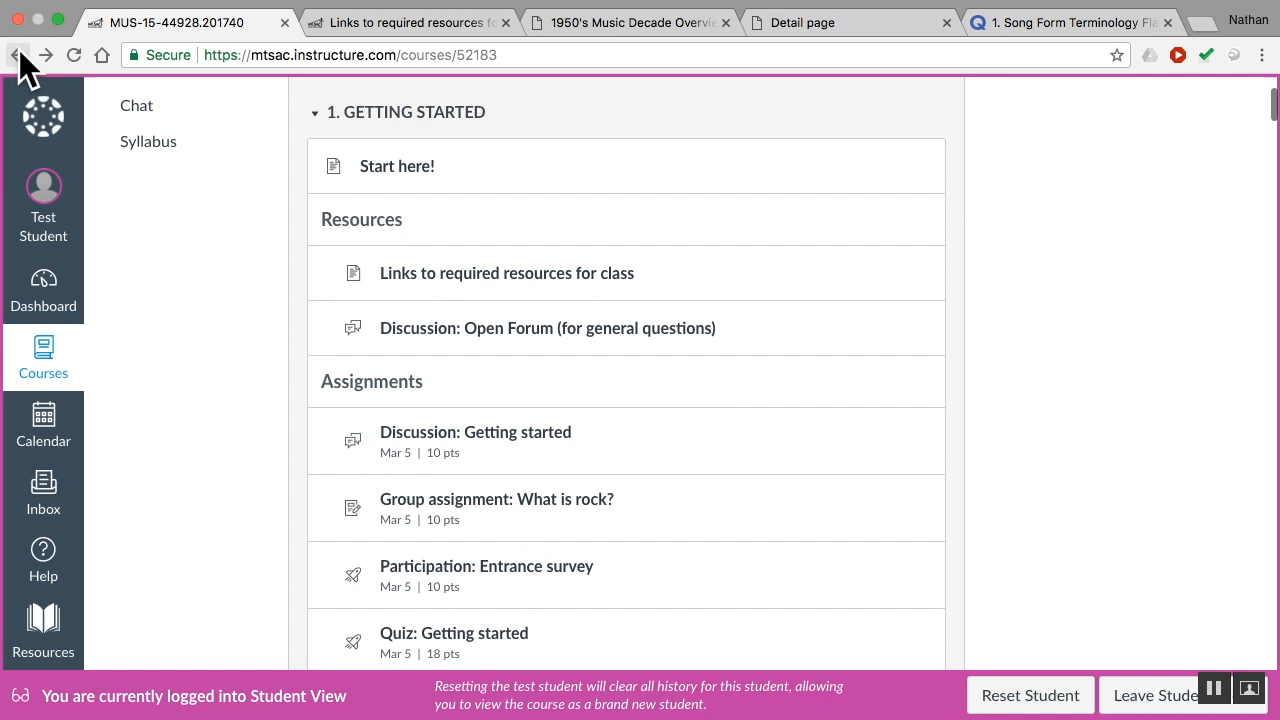 MUS-15-44928.201740
Links to required resources fo
1950's Music Decade Overvie
Detail page
1. Song Form Terminology Fla
Nathan
Secure
https://mtsac.instructure.com/courses/52183
Chat
Syllabus
Test
Student
Dashboard
Courses
Calendar
Inbox
Help
Resources
1. GETTING STARTED
Start here!
Resources
Links to required resources for class
Discussion: Open Forum (for general questions)
Assignments
Discussion: Getting started
Mar 5 | 10 pts
Group assignment: What is rock?
Mar 5 | 10 pts
Participation: Entrance survey
Mar 5 | 10 pts
Quiz: Getting started
Mar 5 | 18 pts
You are currently logged into Student View
Resetting the test student will clear all history for this student, allowing
you to view the course as a brand new student.
Reset Student
Leave Stude